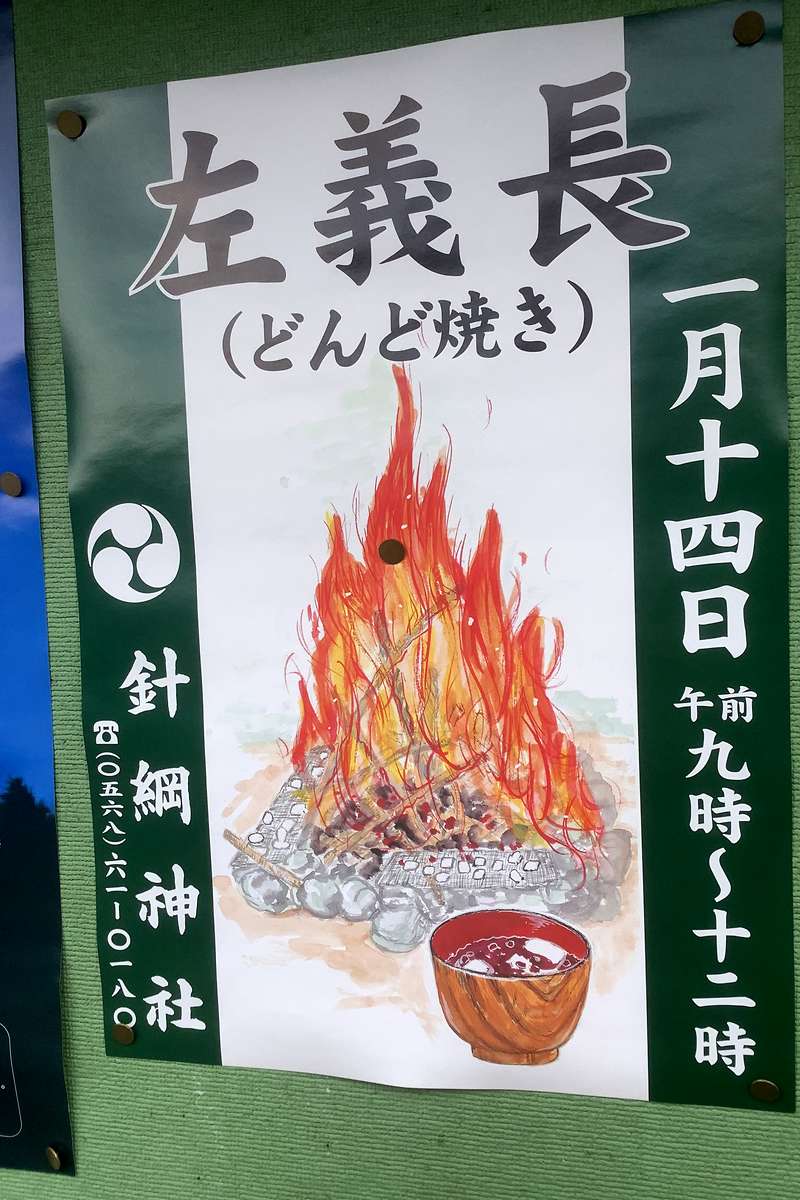 左義長
(どんど焼き)
一月十四日
午前九時〜十二時
針綱神社
☎(〇五六八)六一ー〇一八〇